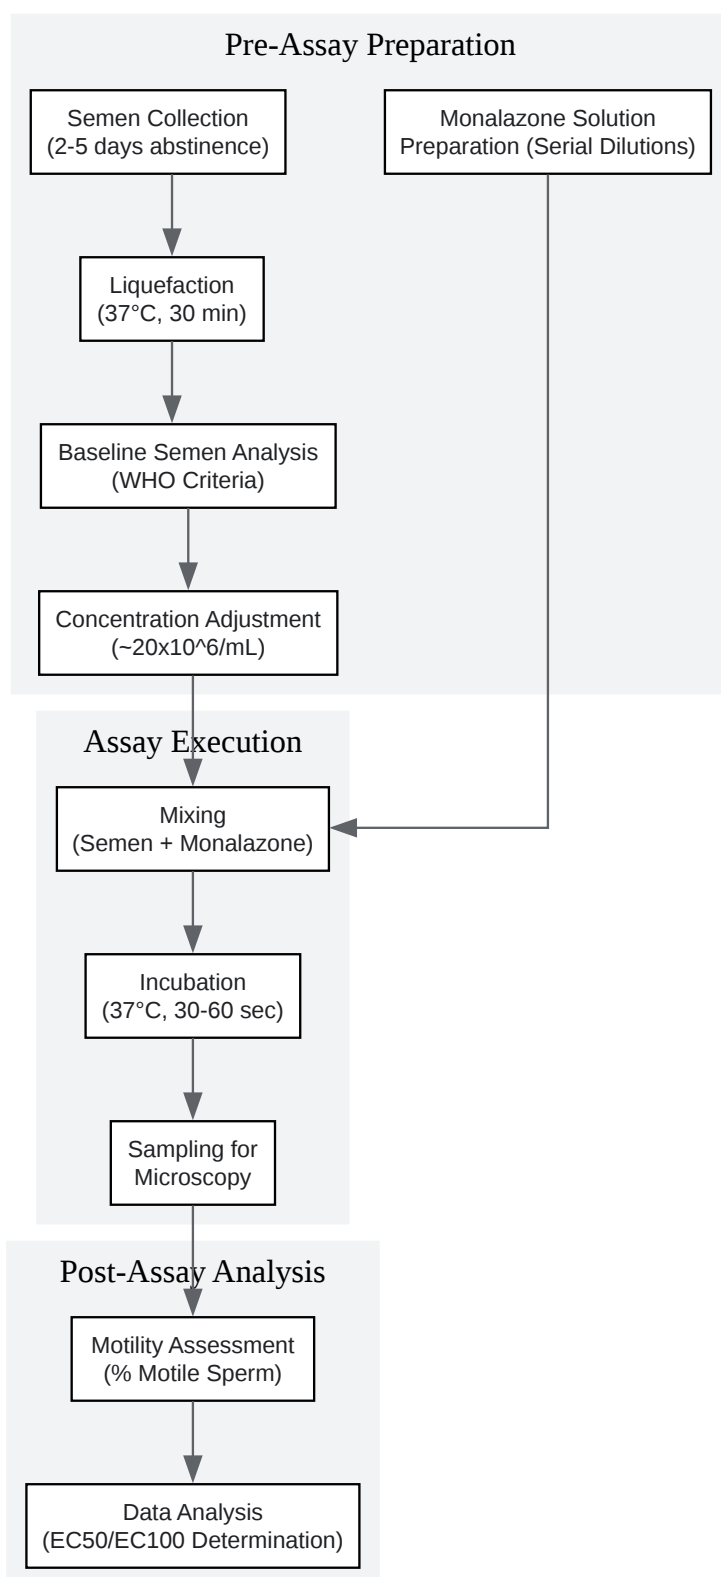 Pre-Assay Preparation
Semen Collection
(2-5 days abstinence)
Monalazone Solution
Preparation (Serial Dilutions)
Liquefaction
(37°C, 30 min)
Baseline Semen Analysis
(WHO Criteria)
Concentration Adjustment
(~20x10^6/mL)
Assay Execution
Mixing
(Semen + Monalazone)
Incubation
(37°C, 30-60 sec)
Sampling for
Microscopy
Post-Assay Analysis
Motility Assessment
(% Motile Sperm)
Data Analysis
(EC50/EC100 Determination)